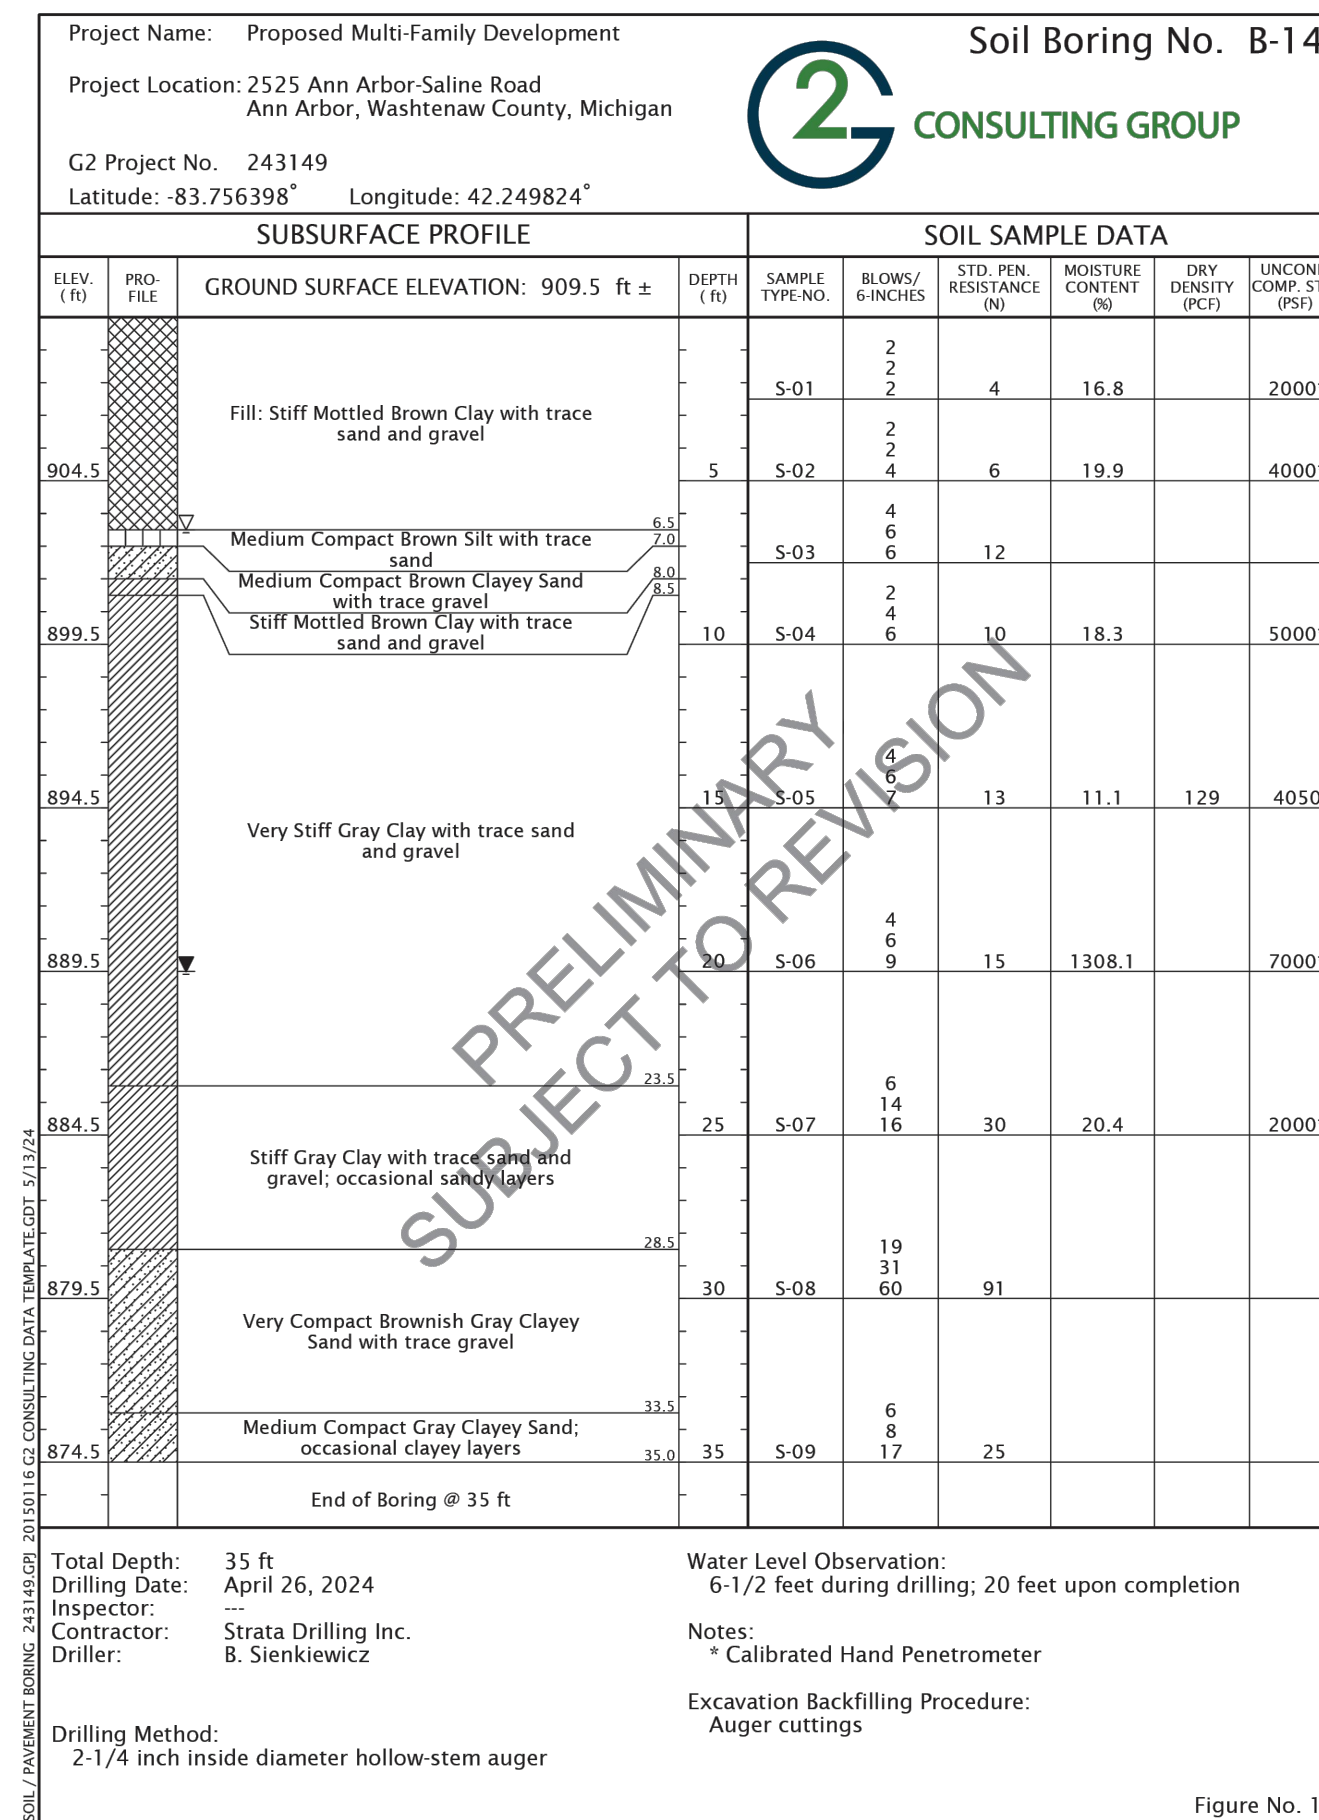 Project Name: Proposed Multi-Family Development
Project Location: 2525 Ann Arbor-Saline Road
Ann Arbor, Washtenaw County, Michigan
G2 Project No. 243149
Latitude: -83.756398° Longitude: 42.249824°
Soil Boring No. B-14
G2 CONSULTING GROUP
SUBSURFACE PROFILE
SOIL SAMPLE DATA
ELEV. (ft)
PRO-FILE
GROUND SURFACE ELEVATION: 909.5 ft ±
DEPTH (ft)
SAMPLE TYPE-NO.
BLOWS/ 6-INCHES
STD. PEN. RESISTANCE (N)
MOISTURE CONTENT (%)
DRY DENSITY (PCF)
COMP. (PSF)
2
2
S-01 2 4 16.8 2000
Fill: Stiff Mottled Brown Clay with trace
sand and gravel
2
2
904.5 5 S-02 4 6 19.9 4000
6.5
4
6
Medium Compact Brown Silt with trace 7.0
sand
S-03 6 12
Medium Compact Brown Clayey Sand 8.0
with trace gravel
8.5
Stiff Mottled Brown Clay with trace
sand and gravel
2
4
899.5 10 S-04 6 10 18.3 5000
4
6
894.5 15 S-05 7 13 11.1 129 4050
Very Stiff Gray Clay with trace sand
and gravel
4
6
889.5 20 S-06 9 15 1308.1 7000
23.5
6
14
884.5 25 S-07 16 30 20.4 2000
Stiff Gray Clay with trace sand and
gravel; occasional sandy layers
28.5
19
31
879.5 30 S-08 60 91
Very Compact Brownish Gray Clayey
Sand with trace gravel
33.5
6
8
Medium Compact Gray Clayey Sand;
occasional clayey layers
874.5 35.0 35 S-09 17 25
End of Boring @ 35 ft
PRELIMINARY
SUBJECT TO REVISION
Total Depth: 35 ft
Drilling Date: April 26, 2024
Inspector: ---
Contractor: Strata Drilling Inc.
Driller: B. Sienkiewicz
Drilling Method:
2-1/4 inch inside diameter hollow-stem auger
Water Level Observation:
6-1/2 feet during drilling; 20 feet upon completion
Notes:
* Calibrated Hand Penetrometer
Excavation Backfilling Procedure:
Auger cuttings
Figure No. 1
SOIL / PAVEMENT BORING 243149.GPJ 20150116 G2 CONSULTING DATA TEMPLATE.GDT 5/13/24